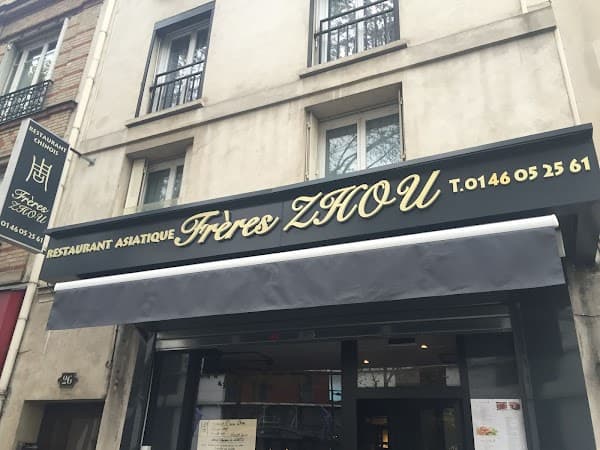 RESTAURANT
CHINOIS
周
Frères
ZHOU
01 46 05 25 61
RESTAURANT ASIATIQUE Frères ZHOU T.01 46 05 25 61
26